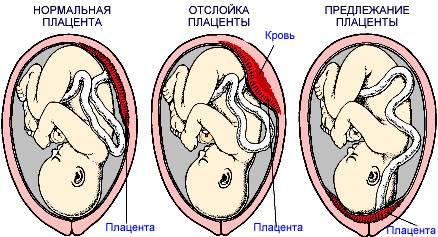 НОРМАЛЬНАЯ
ПЛАЦЕНТА
ОТСЛОЙКА
ПЛАЦЕНТЫ
ПРЕДЛЕЖАНИЕ
ПЛАЦЕНТЫ
Кровь
Плацента
Плацента
Плацента